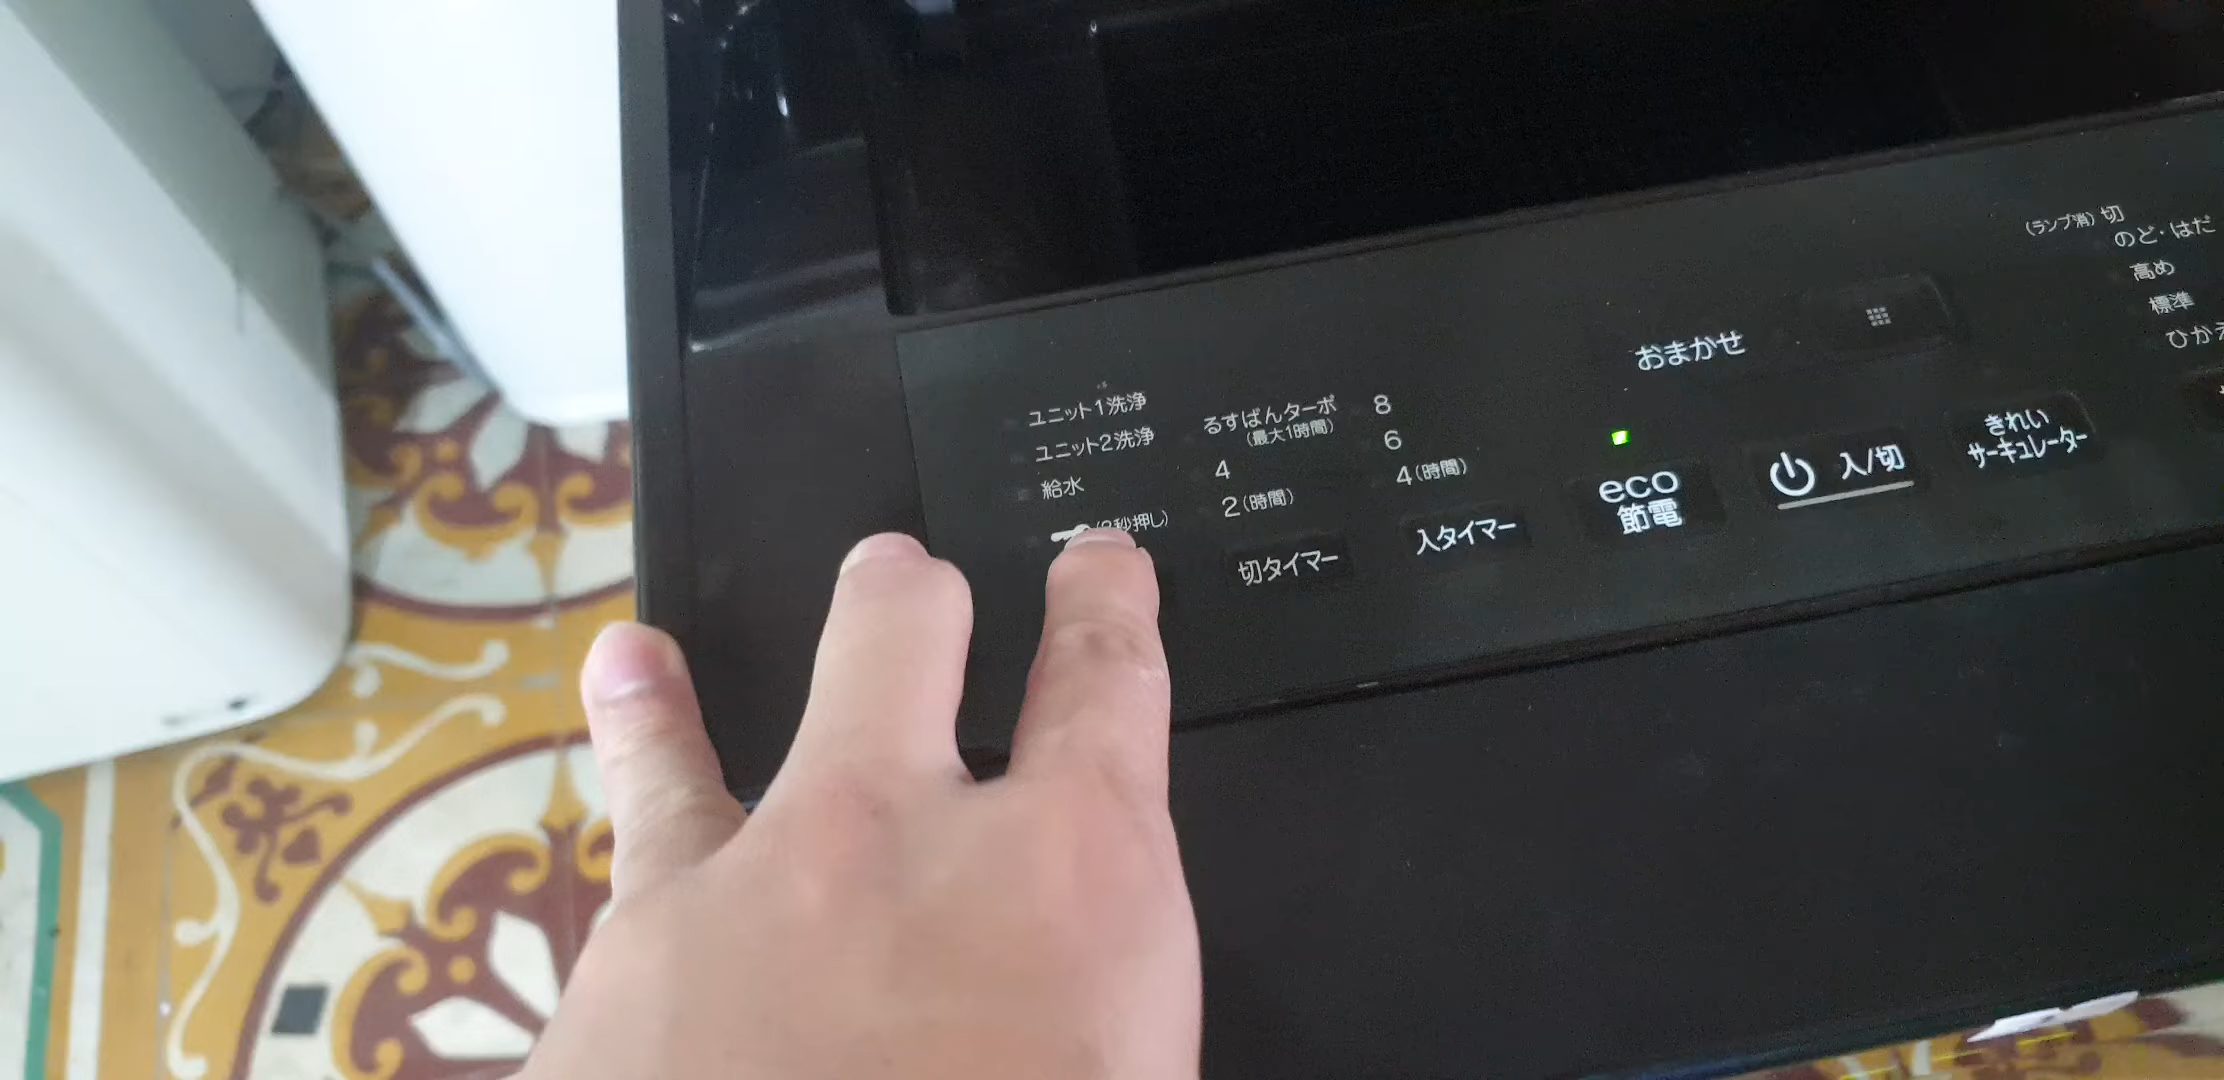 (ランプ消) 切
のど・はだ
高め
標準
おまかせ
ユニット1洗浄
ユニット2洗浄
給水
るすばんターボ
(最大1時間)
4
2(時間)
8
6
4(時間)
切タイマー
入タイマー
eco
節電
入/切
きれい
サーキュレーター